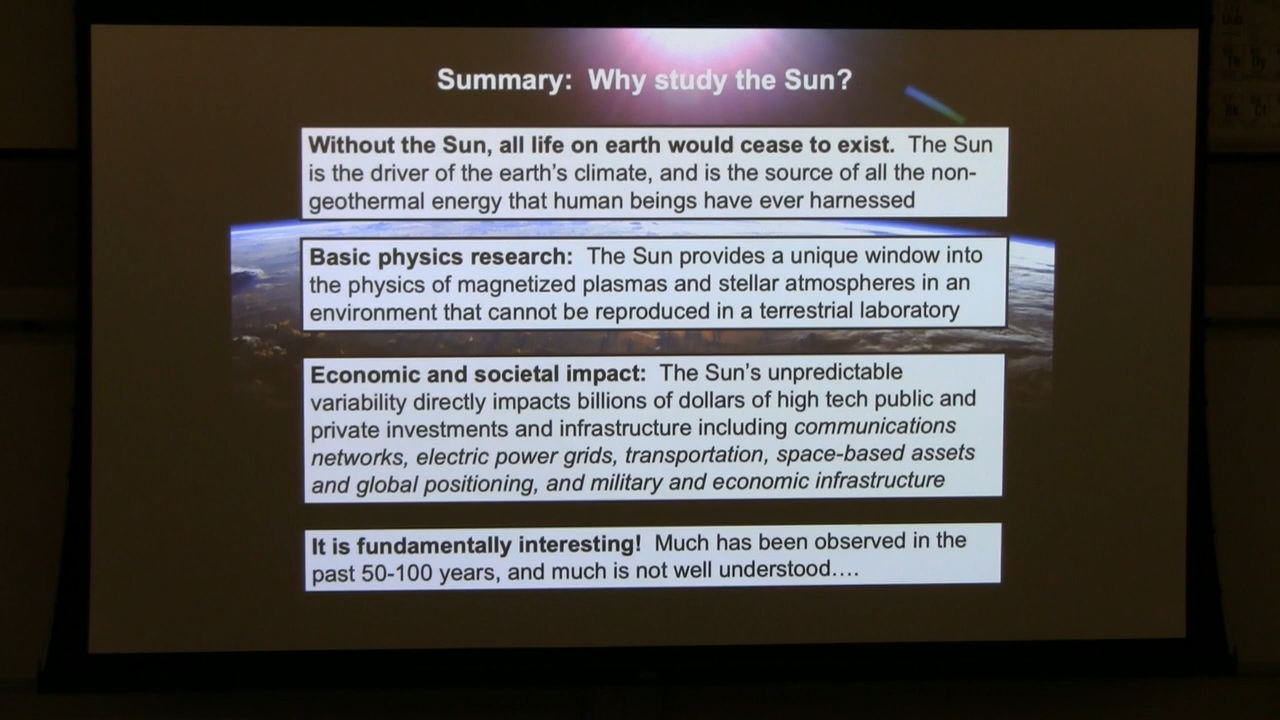 Summary: Why study the Sun?
Without the Sun, all life on earth would cease to exist. The Sun
is the driver of the earth's climate, and is the source of all the non-
geothermal energy that human beings have ever harnessed
Basic physics research: The Sun provides a unique window into
the physics of magnetized plasmas and stellar atmospheres in an
environment that cannot be reproduced in a terrestrial laboratory
Economic and societal impact: The Sun's unpredictable
variability directly impacts billions of dollars of high tech public and
private investments and infrastructure including communications
networks, electric power grids, transportation, space-based assets
and global positioning, and military and economic infrastructure
It is fundamentally interesting! Much has been observed in the
past 50-100 years, and much is not well understood....